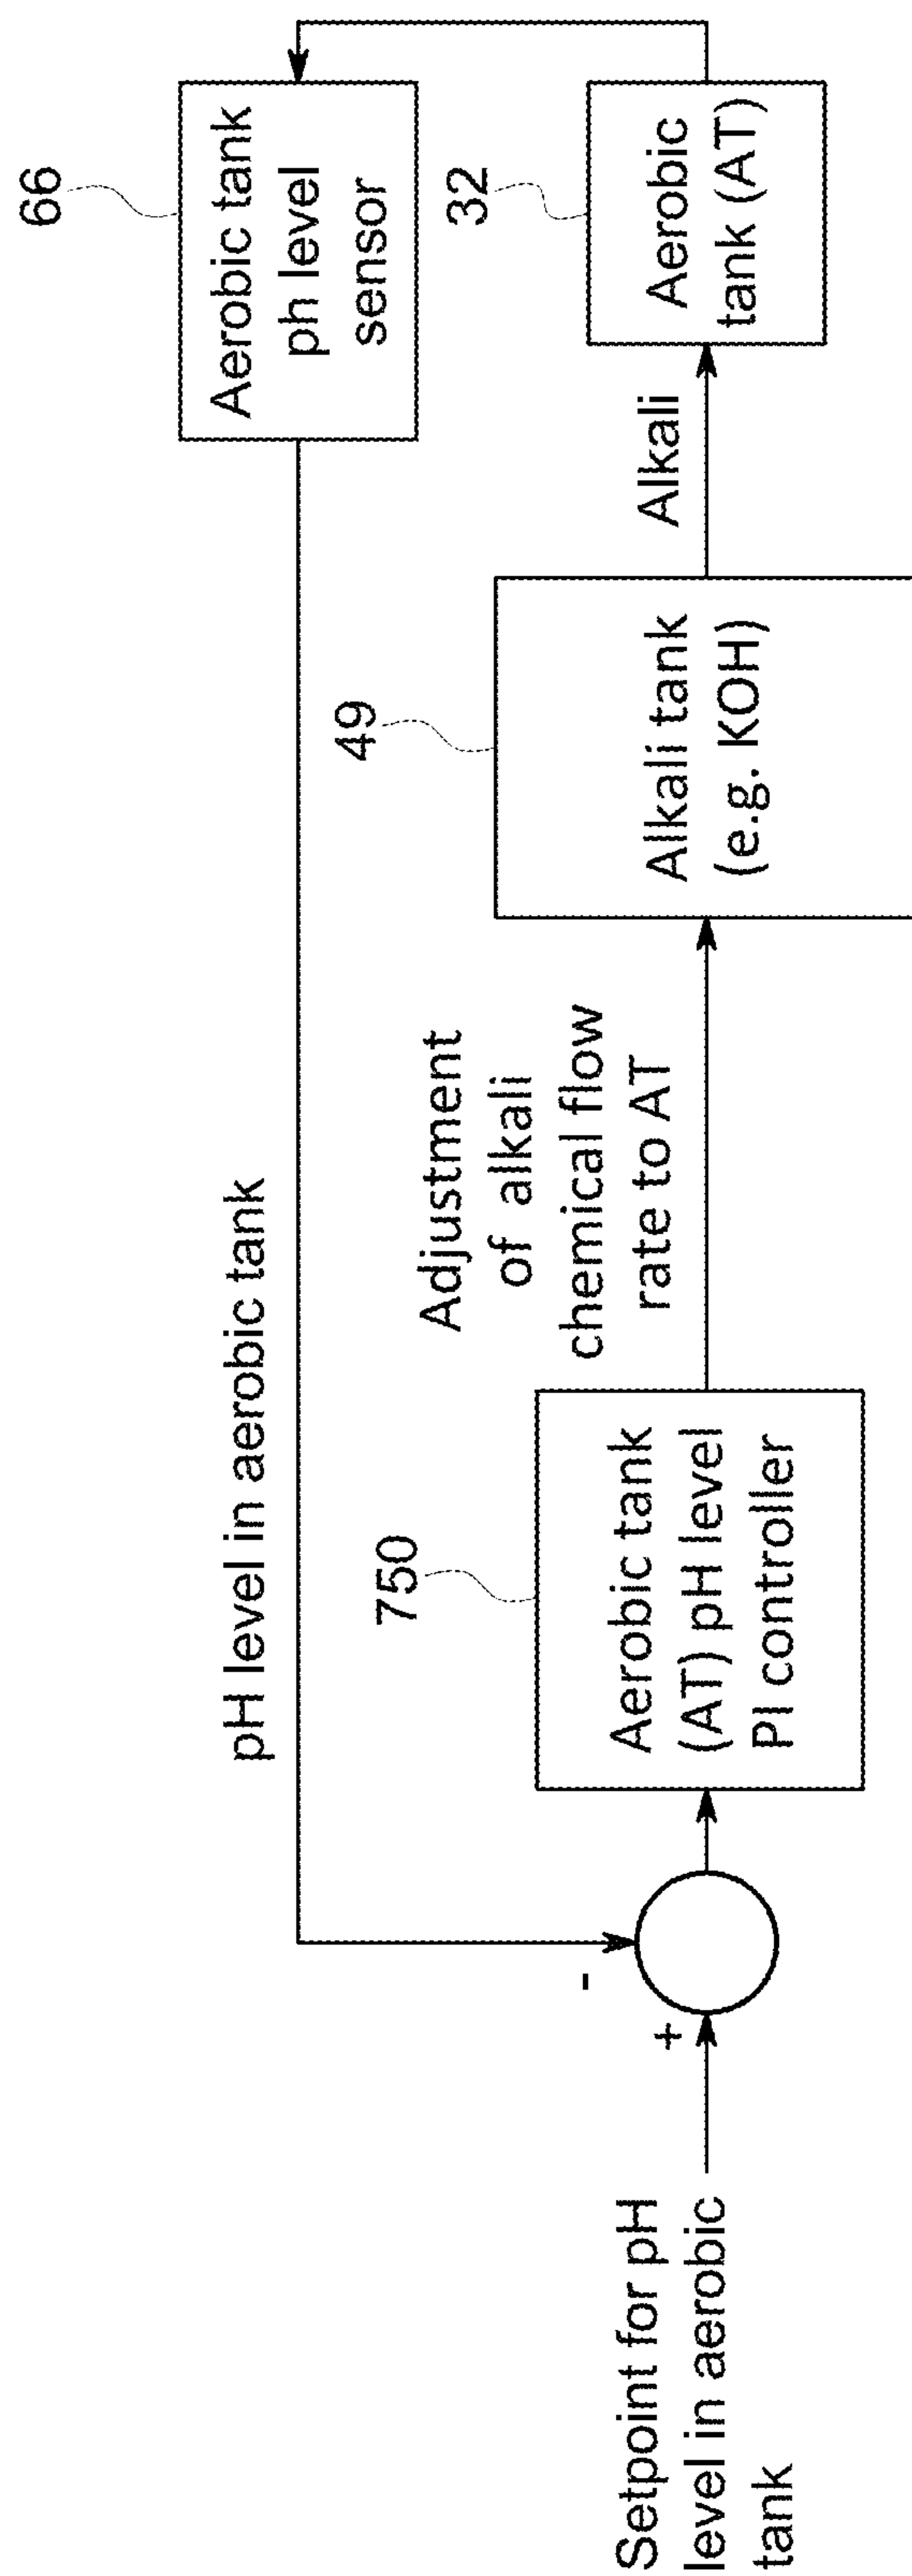 66
Aerobic tank
ph level
sensor
pH level in aerobic tank
32
Aerobic
tank (AT)
Alkali
49
Alkali tank
(e.g. KOH)
Adjustment
of alkali
chemical flow
rate to AT
750
Aerobic tank
(AT) pH level
PI controller
-
+
Setpoint for pH
level in aerobic
tank